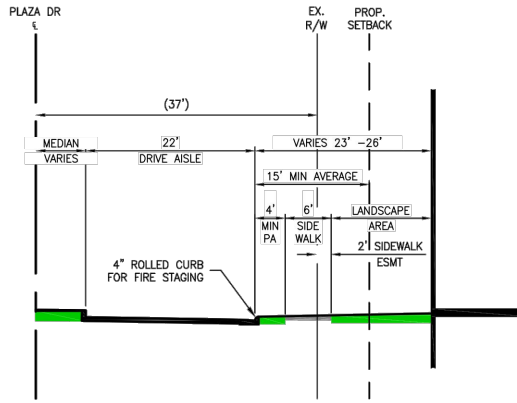 PLAZA DR
℄
EX.
R/W
PROP.
SETBACK
(37')
MEDIAN
VARIES
22'
DRIVE AISLE
VARIES 23' -26'
15' MIN AVERAGE
4'
MIN
PA
6'
SIDE
WALK
LANDSCAPE
AREA
2' SIDEWALK
ESMT
4" ROLLED CURB
FOR FIRE STAGING